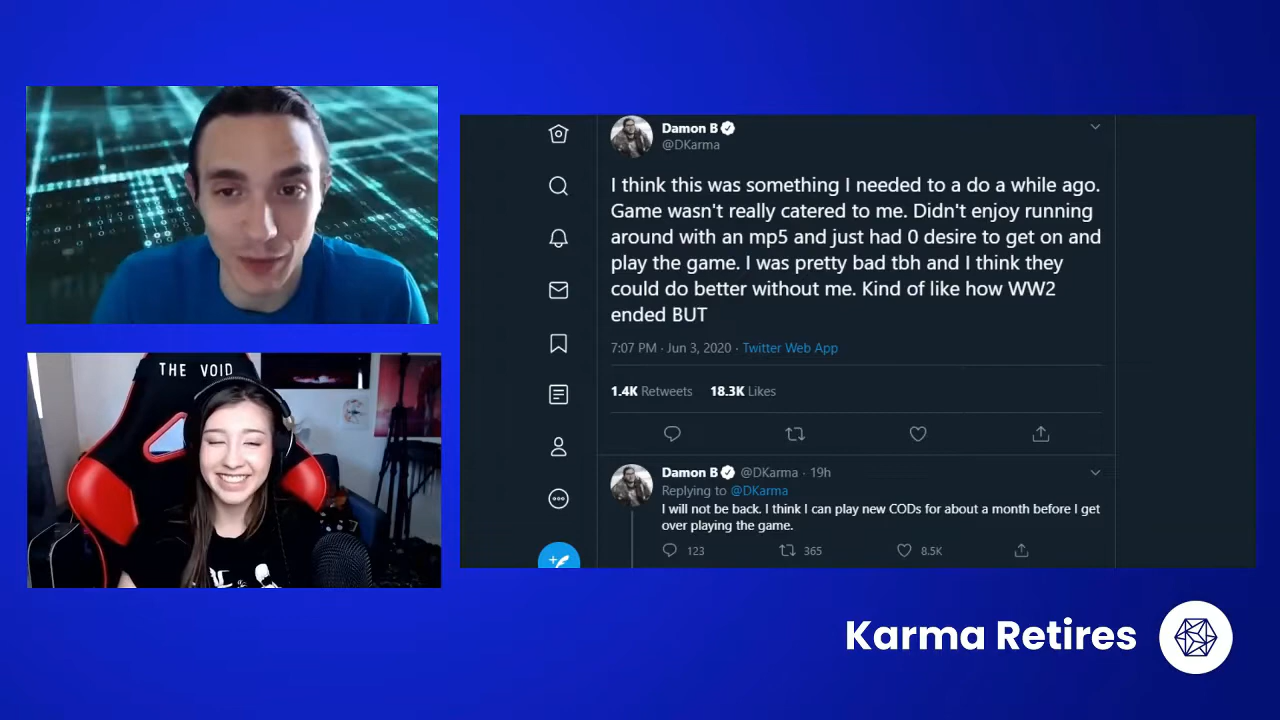 THE VOID
Damon B
@DKarma
I think this was something I needed to a do a while ago.
Game wasn't really catered to me. Didn't enjoy running
around with an mp5 and just had 0 desire to get on and
play the game. I was pretty bad tbh and I think they
could do better without me. Kind of like how WW2
ended BUT
7:07 PM · Jun 3, 2020 · Twitter Web App
1.4K Retweets 18.3K Likes
Damon B @DKarma · 19h
Replying to @DKarma
I will not be back. I think I can play new CODs for about a month before I get
over playing the game.
123 365 8.5K
Karma Retires